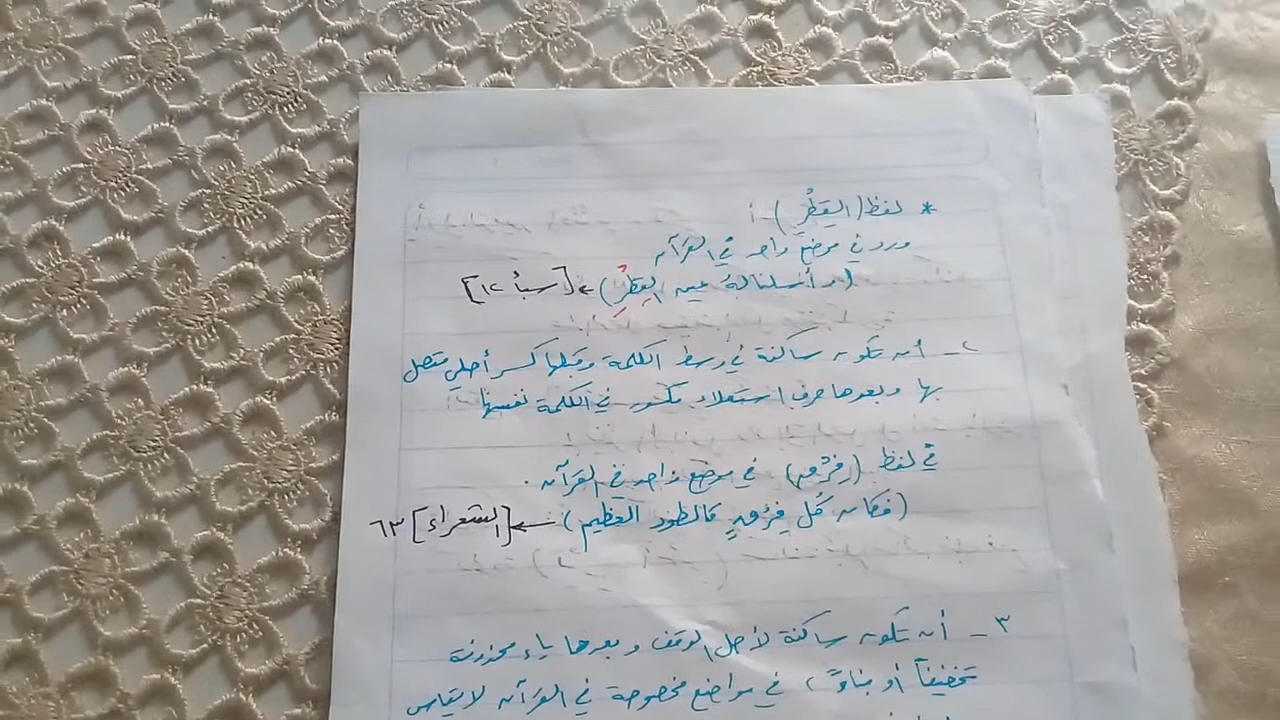 * لفظ (القِطْرِ) :-
ورد في موضع واحد في القرآن
(وأسلنا له عين القِطْرِ) ← [سبأ ١٢]
٢- أن تكون ساكنة في وسط الكلمة وقبلها كسر أصلي متصل
بها وبعدها حرف استعلاء مكسور في الكلمة نفسها
في لفظ (فِرْقٍ) في موضع واحد في القرآن .
(فكان كُل فِرْقٍ كالطود العظيم) ← [الشعراء] ٦٣
٣- أن تكون ساكنة لأجل الوقف وبعدها ياء محذوفة
تخفيفاً أو بناءً ، في مواضع مخصوصة في القرآن لا يقاس